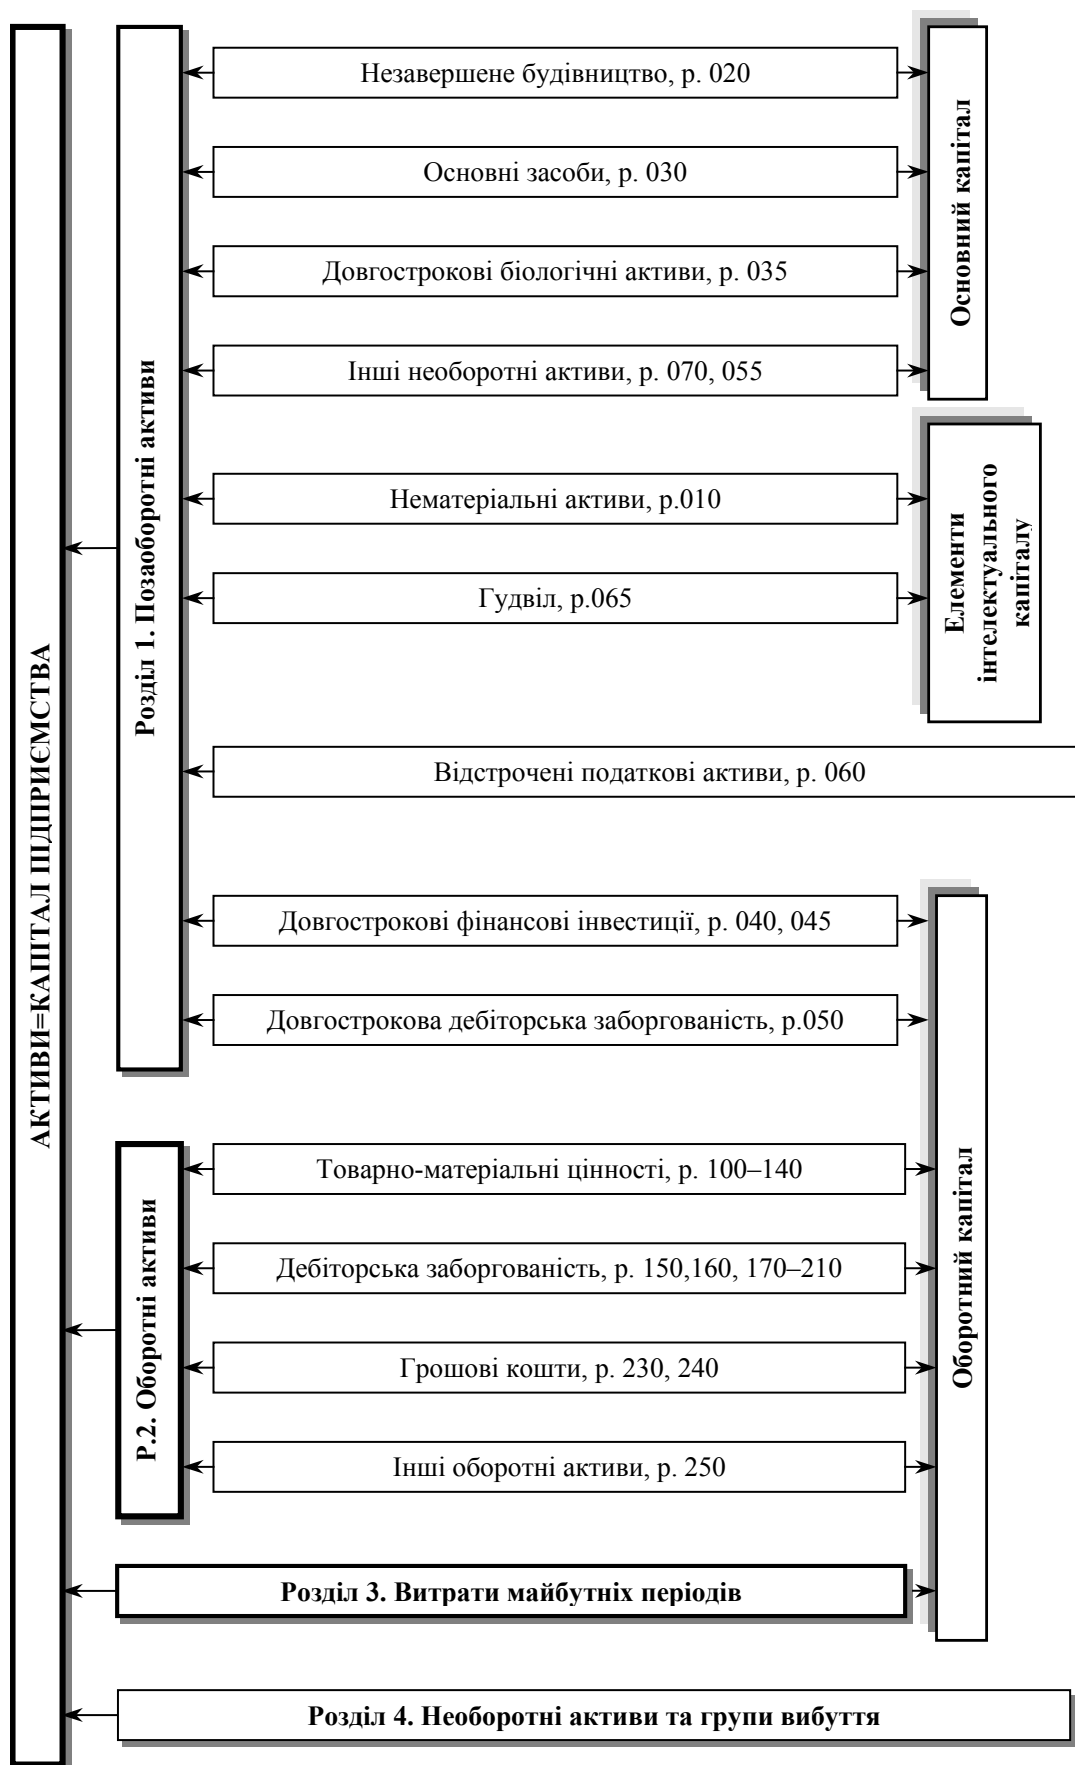 АКТИВИ=КАПІТАЛ ПІДПРИЄМСТВА
Розділ 1. Позаоборотні активи
Незавершене будівництво, р. 020
Основні засоби, р. 030
Довгострокові біологічні активи, р. 035
Інші необоротні активи, р. 070, 055
Основний капітал
Нематеріальні активи, р.010
Гудвіл, р.065
Елементи
інтелектуального
капіталу
Відстрочені податкові активи, р. 060
Довгострокові фінансові інвестиції, р. 040, 045
Довгострокова дебіторська заборгованість, р.050
Р.2. Оборотні активи
Товарно-матеріальні цінності, р. 100–140
Дебіторська заборгованість, р. 150,160, 170–210
Грошові кошти, р. 230, 240
Інші оборотні активи, р. 250
Оборотний капітал
Розділ 3. Витрати майбутніх періодів
Розділ 4. Необоротні активи та групи вибуття